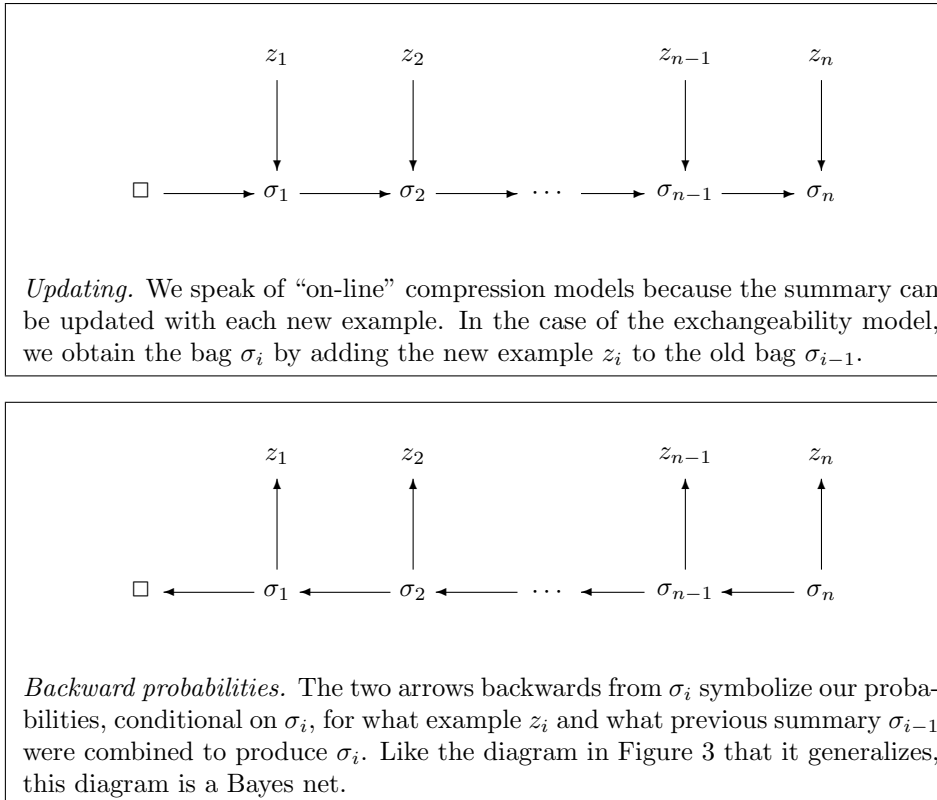 z₁ z₂ zₙ₋₁ zₙ
□ σ₁ σ₂ ⋯ σₙ₋₁ σₙ
Updating. We speak of “on-line” compression models because the summary can
be updated with each new example. In the case of the exchangeability model,
we obtain the bag σᵢ by adding the new example zᵢ to the old bag σᵢ₋₁.
z₁ z₂ zₙ₋₁ zₙ
□ σ₁ σ₂ ⋯ σₙ₋₁ σₙ
Backward probabilities. The two arrows backwards from σᵢ symbolize our proba-
bilities, conditional on σᵢ, for what example zᵢ and what previous summary σᵢ₋₁
were combined to produce σᵢ. Like the diagram in Figure 3 that it generalizes,
this diagram is a Bayes net.